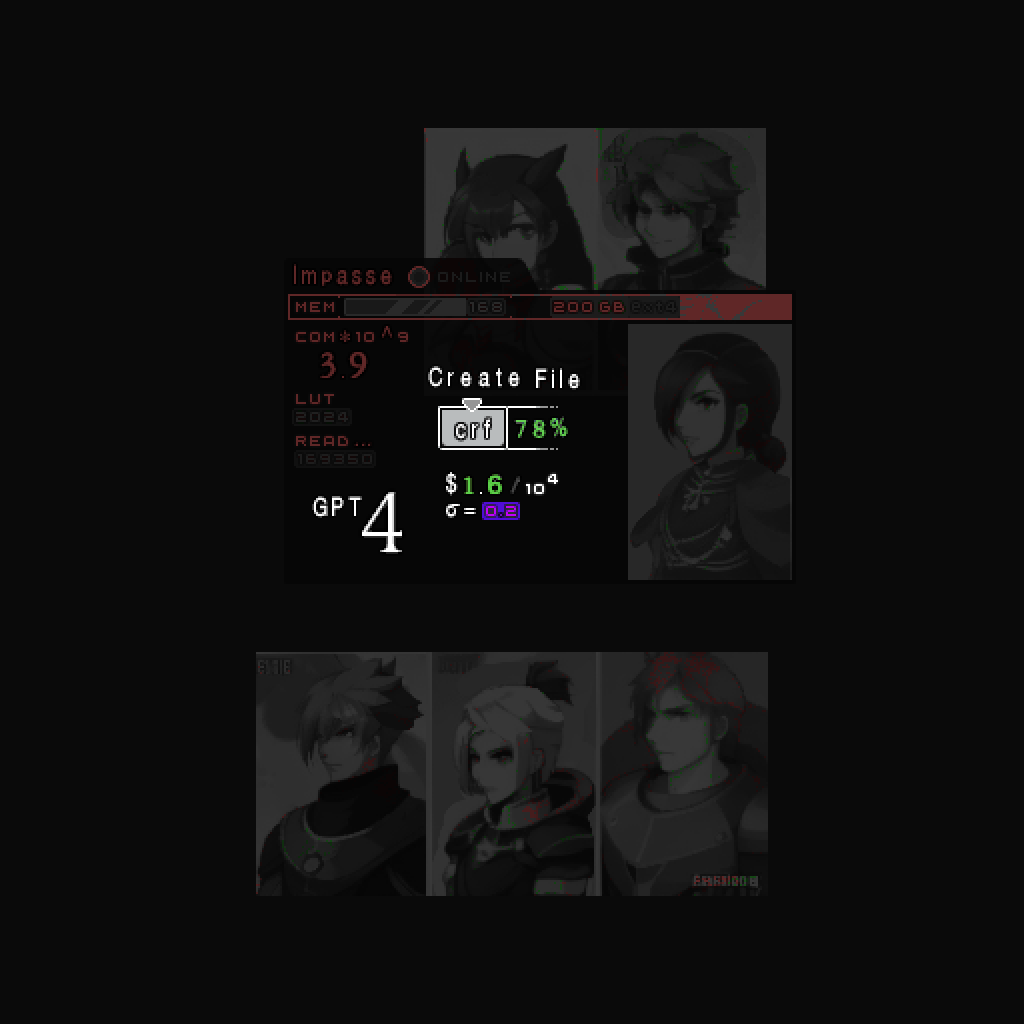 Impasse ONLINE
MEM 168 200 GB ext4
COM*10^9
3.9
LUT
2024
READ...
169350
Create File
crf 78%
$1.6/10⁴
σ=0.2
GPT 4